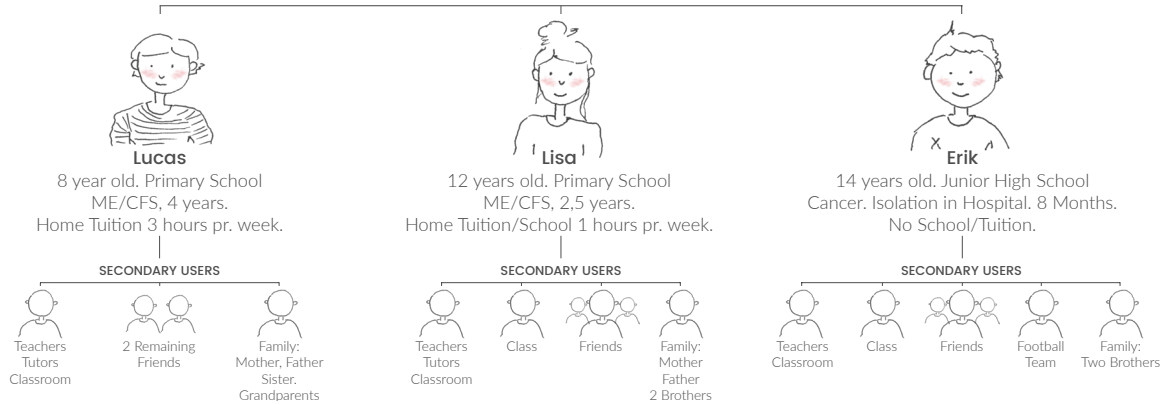 Lucas
8 year old. Primary School
ME/CFS, 4 years.
Home Tuition 3 hours pr. week.
SECONDARY USERS
Teachers
Tutors
Classroom
2 Remaining
Friends
Family:
Mother, Father
Sister.
Grandparents
Lisa
12 years old. Primary School
ME/CFS, 2,5 years.
Home Tuition/School 1 hours pr. week.
SECONDARY USERS
Teachers
Tutors
Classroom
Class
Friends
Family:
Mother
Father
2 Brothers
Erik
14 years old. Junior High School
Cancer. Isolation in Hospital. 8 Months.
No School/Tuition.
SECONDARY USERS
Teachers
Classroom
Class
Friends
Football
Team
Family:
Two Brothers